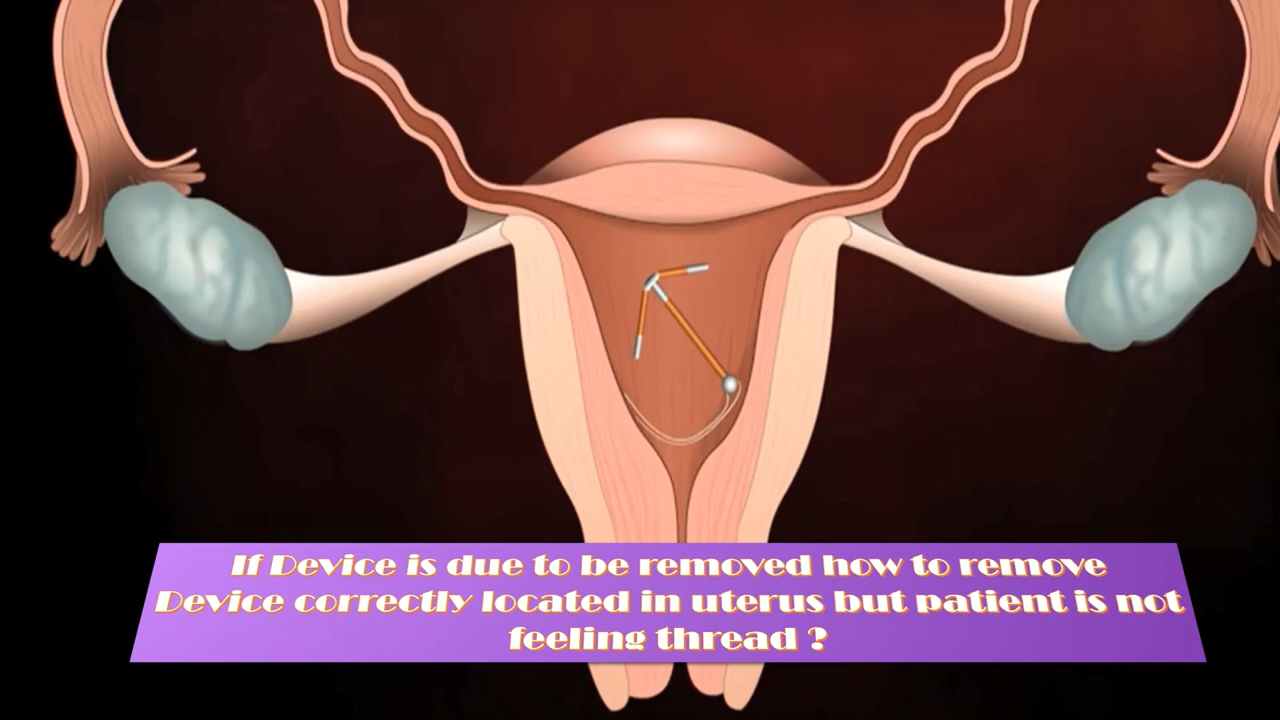 If Device is due to be removed how to remove
Device correctly located in uterus but patient is not
feeling thread ?